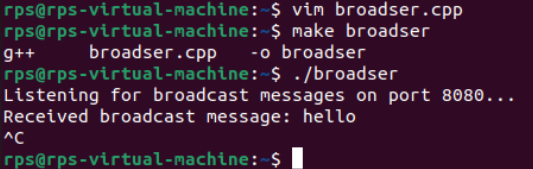 rps@rps-virtual-machine:~$ vim broadser.cpp
rps@rps-virtual-machine:~$ make broadser
g++     broadser.cpp   -o broadser
rps@rps-virtual-machine:~$ ./broadser
Listening for broadcast messages on port 8080...
Received broadcast message: hello
^C
rps@rps-virtual-machine:~$